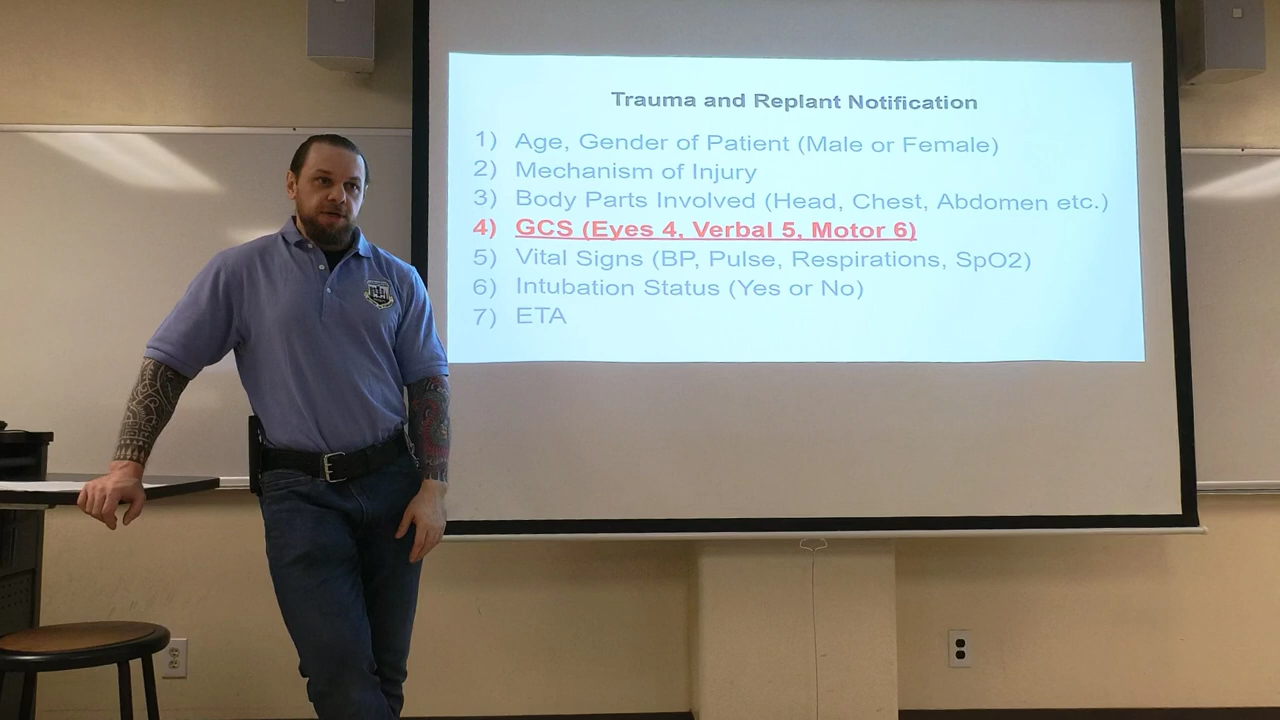 Trauma and Replant Notification
1) Age, Gender of Patient (Male or Female)
2) Mechanism of Injury
3) Body Parts Involved (Head, Chest, Abdomen etc.)
4) GCS (Eyes 4, Verbal 5, Motor 6)
5) Vital Signs (BP, Pulse, Respirations, SpO2)
6) Intubation Status (Yes or No)
7) ETA